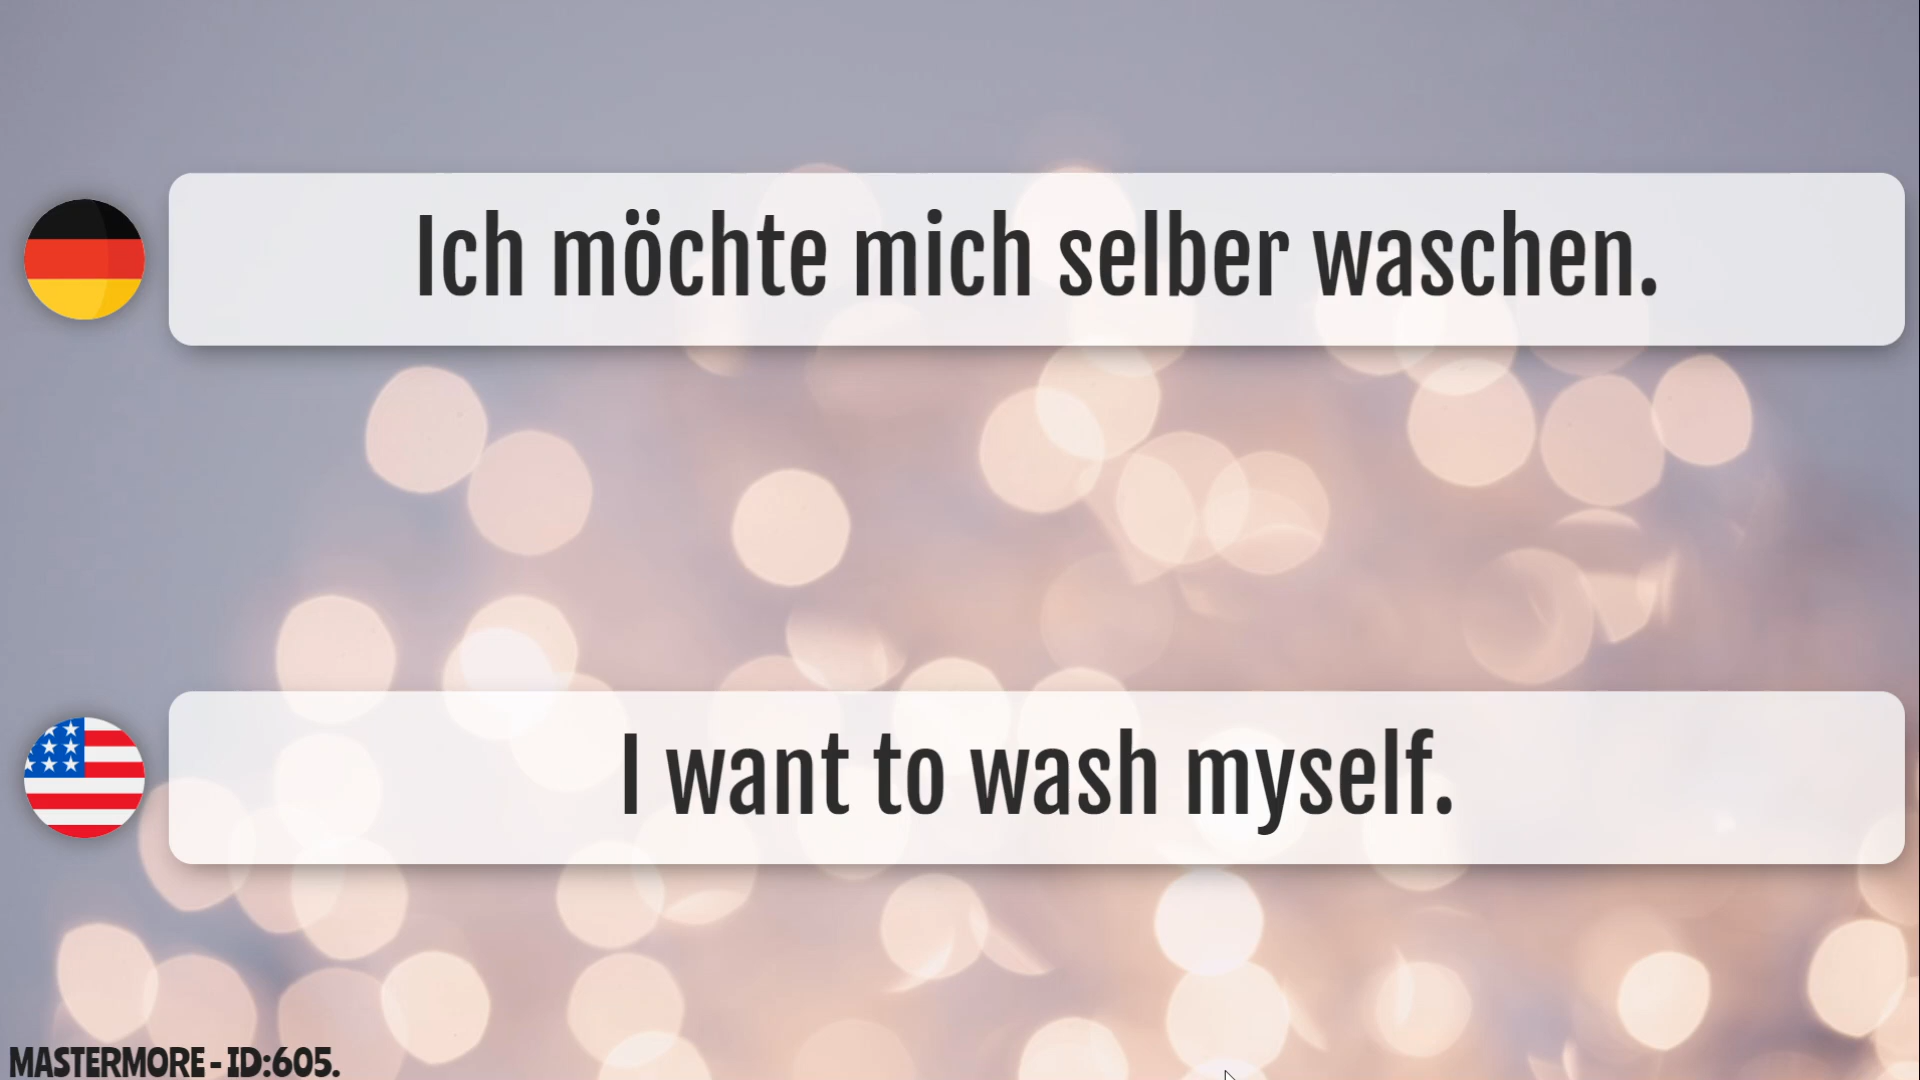 Ich möchte mich selber waschen.
I want to wash myself.
MASTERMORE - ID:605.